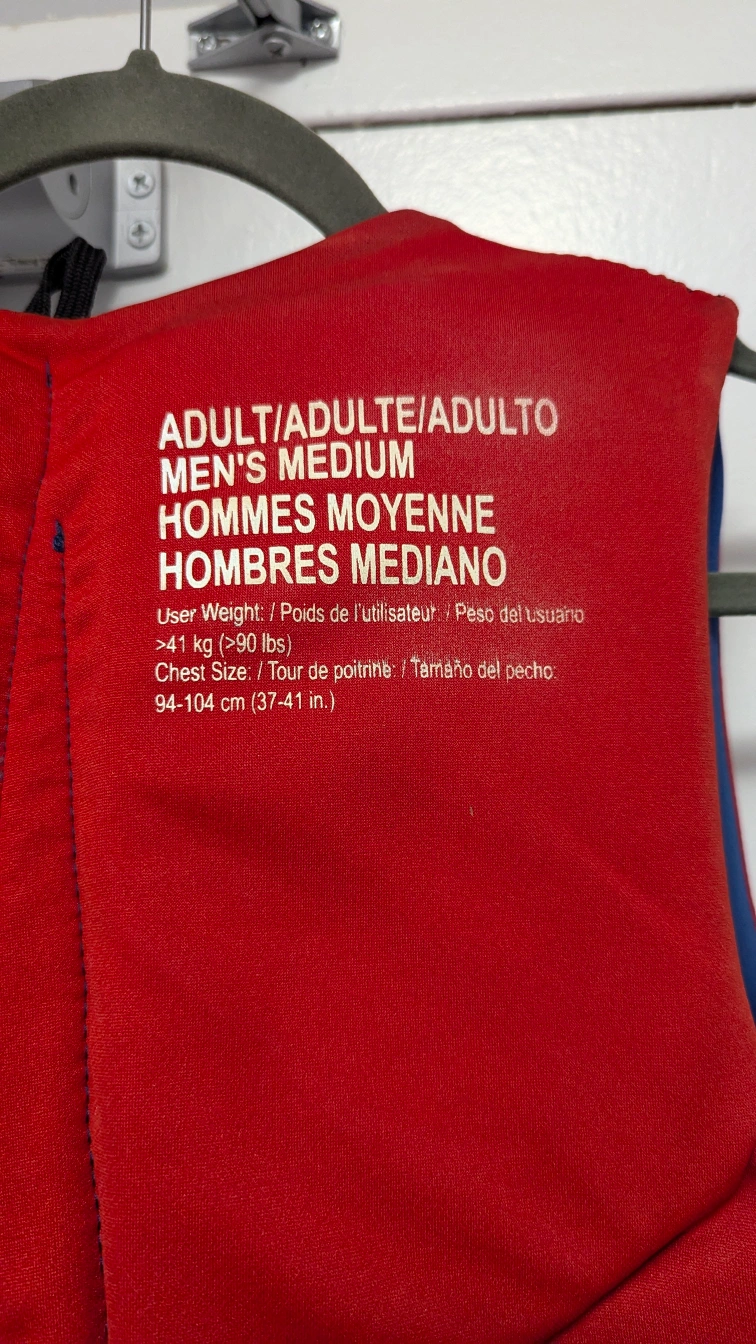 ADULT/ADULTE/ADULTO
MEN'S MEDIUM
HOMMES MOYENNE
HOMBRES MEDIANO
User Weight: / Poids de l'utilisateur : / Peso del usuario
>41 kg (>90 lbs)
Chest Size: / Tour de poitrine: / Tamaño del pecho:
94-104 cm (37-41 in.)